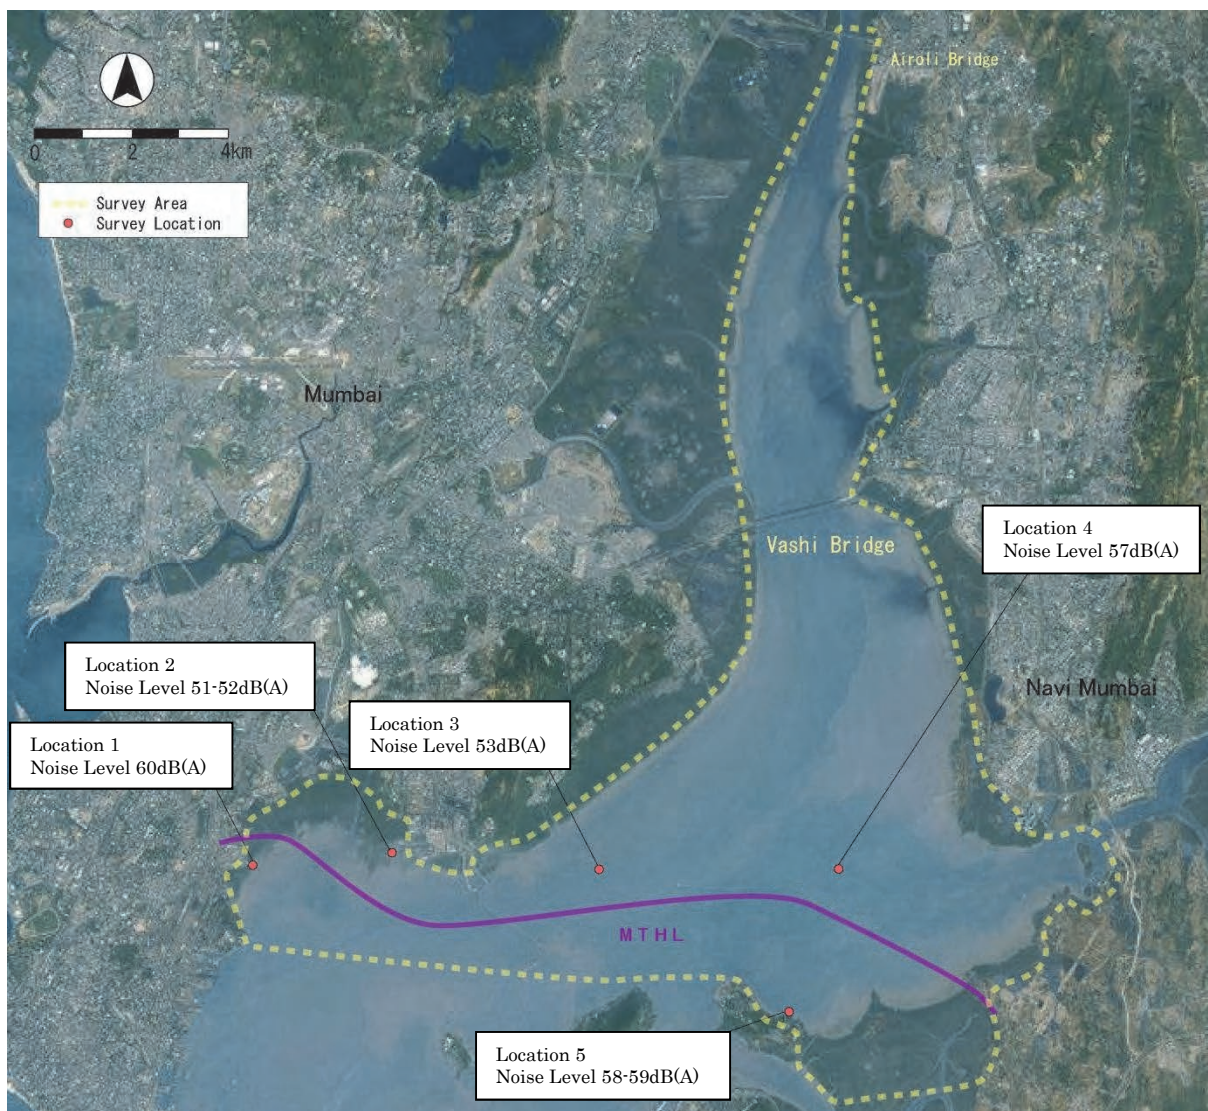 Airoli Bridge
0 2 4km
Survey Area
Survey Location
Mumbai
Vashi Bridge
Location 4
Noise Level 57dB(A)
Location 2
Noise Level 51-52dB(A)
Navi Mumbai
Location 3
Noise Level 53dB(A)
Location 1
Noise Level 60dB(A)
MTHL
Location 5
Noise Level 58-59dB(A)